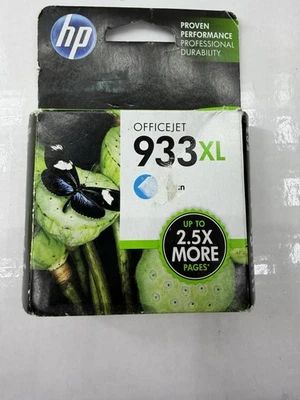 hp
PROVEN
PERFORMANCE
PROFESSIONAL
DURABILITY.
OFFICEJET
933XL
UP TO
2.5X
MORE
PAGES*